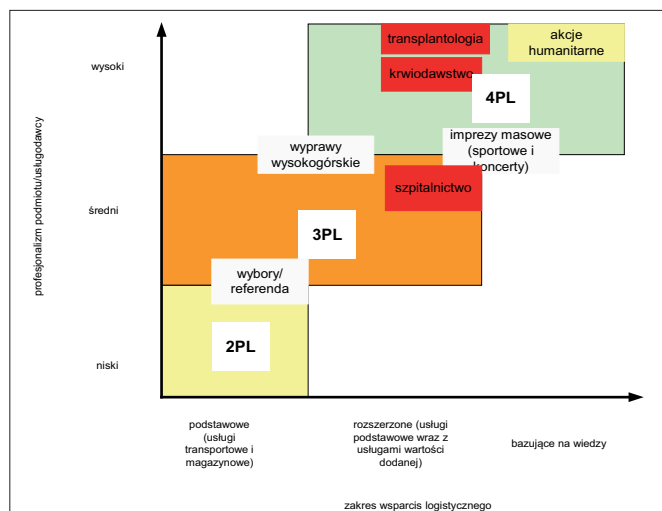 transplantologia
akcje
humanitarne
wysoki
krwiodawstwo
4PL
profesjonalizm podmiotu/usługodawcy
wyprawy
wysokogórskie
imprezy masowe
(sportowe i
koncerty)
szpitalnictwo
średni
3PL
wybory/
referenda
2PL
niski
podstawowe
(usługi
transportowe i
magazynowe)
rozszerzone (usługi
podstawowe wraz z
usługami wartości
dodanej)
bazujące na wiedzy
zakres wsparcis logistycznego